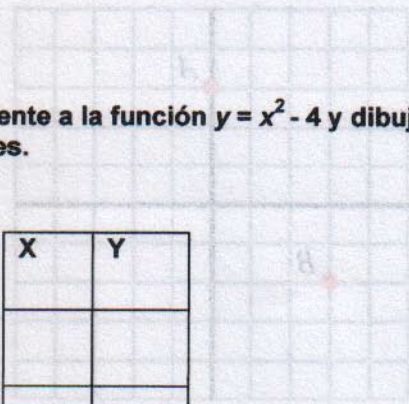 ente a la función y = x² - 4 y dibuj
es.
X Y